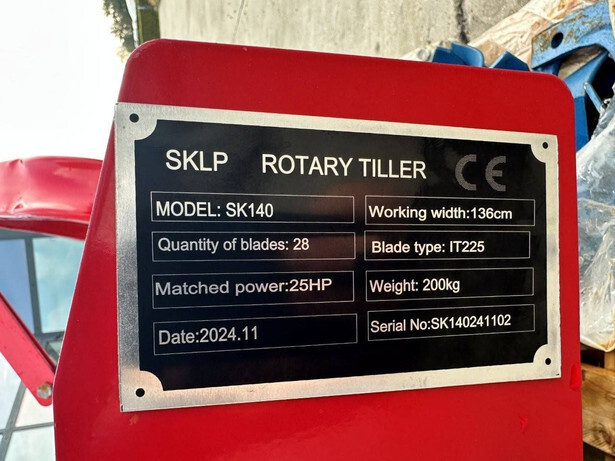 SKLP ROTARY TILLER CE
MODEL: SK140
Working width:136cm
Quantity of blades: 28
Blade type: IT225
Matched power:25HP
Weight: 200kg
Date:2024.11
Serial No:SK140241102